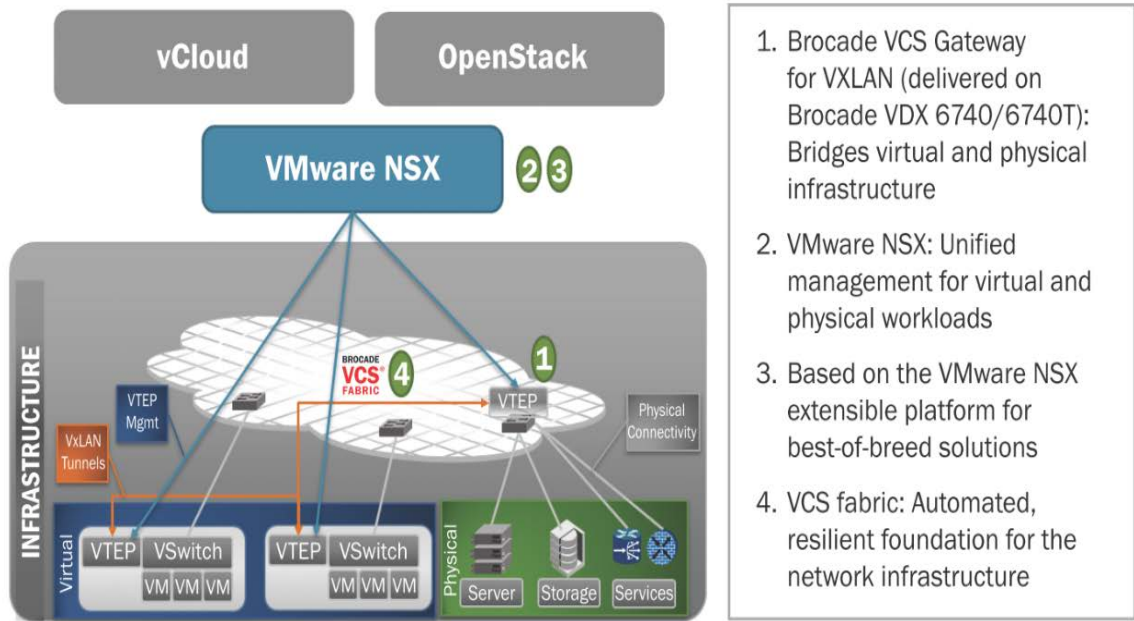 vCloud
OpenStack
VMware NSX
2 3
INFRASTRUCTURE
BROCADE
VCS®
FABRIC
4
1
VTEP
VTEP
Mgmt
VxLAN
Tunnels
Physical
Connectivity
Virtual
VTEP
VSwitch
VM VM VM
VTEP
VSwitch
VM VM VM
Physical
Server
Storage
Services
1. Brocade VCS Gateway
for VXLAN (delivered on
Brocade VDX 6740/6740T):
Bridges virtual and physical
infrastructure
2. VMware NSX: Unified
management for virtual and
physical workloads
3. Based on the VMware NSX
extensible platform for
best-of-breed solutions
4. VCS fabric: Automated,
resilient foundation for the
network infrastructure